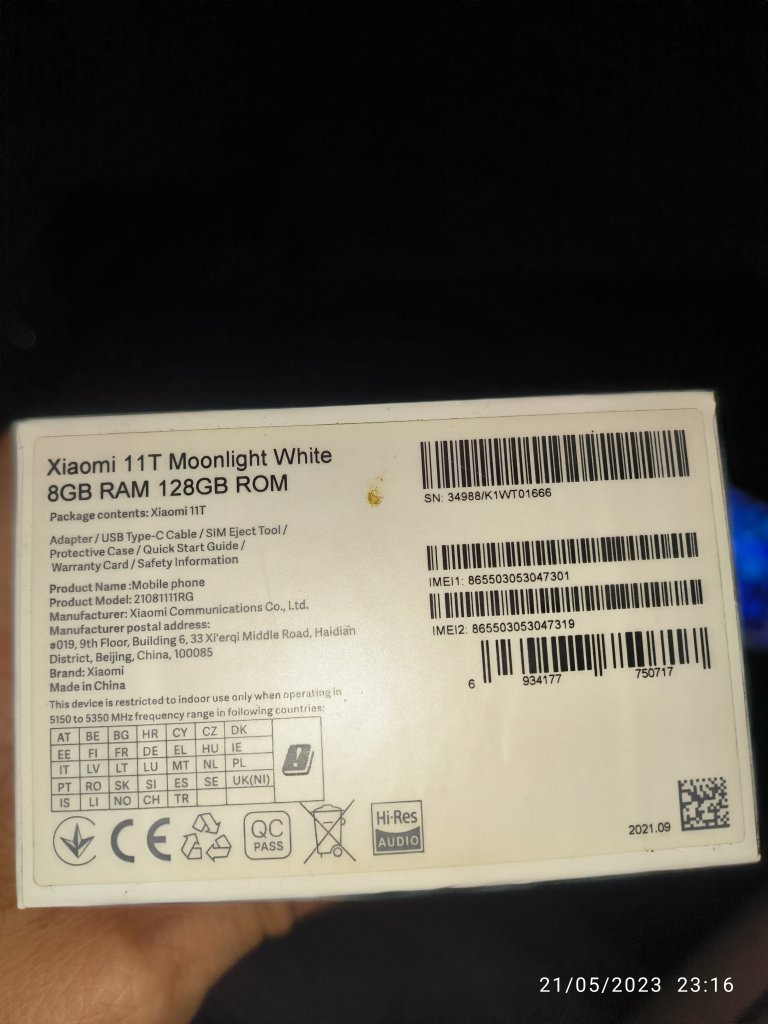 Xiaomi 11T Moonlight White
8GB RAM 128GB ROM
Package contents: Xiaomi 11T
Adapter / USB Type-C Cable / SIM Eject Tool /
Protective Case / Quick Start Guide /
Warranty Card / Safety Information
Product Name :Mobile phone
Product Model: 21081111RG
Manufacturer: Xiaomi Communications Co., Ltd.
Manufacturer postal address:
#019, 9th Floor, Building 6, 33 Xi'erqi Middle Road, Haidian
District, Beijing, China, 100085
Brand: Xiaomi
Made in China
This device is restricted to indoor use only when operating in
5150 to 5350 MHz frequency range in following countries:
AT BE BG HR CY CZ DK
EE FI FR DE EL HU IE
IT LV LT LU MT NL PL
PT RO SK SI ES SE UK(NI)
IS LI NO CH TR
CE
QC
PASS
Hi-Res
AUDIO
SN: 34988/K1WT01666
IMEI1: 865503053047301
IMEI2: 865503053047319
6 934177 750717
2021.09
21/05/2023 23:16